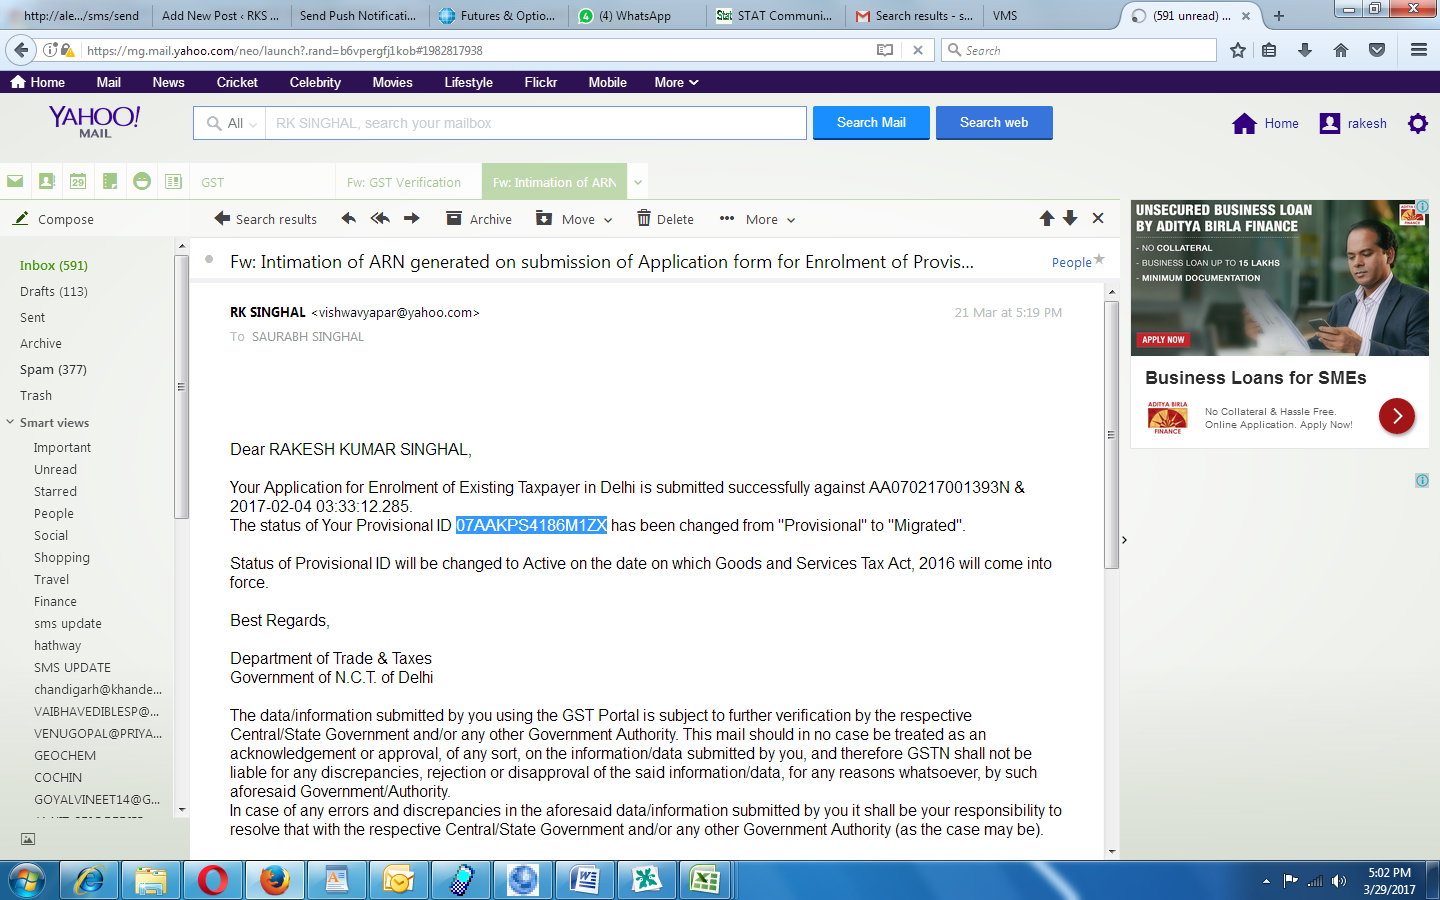 http://ale.../sms/send
Add New Post ‹ RKS ...
Send Push Notificati...
Futures & Optio...
(4) WhatsApp
STAT Communi...
Search results - s...
VMS
(591 unread) ...
https://mg.mail.yahoo.com/neo/launch?.rand=b6vpergfj1kob#1982817938
Search
Home Mail News Cricket Celebrity Movies Lifestyle Flickr Mobile More
YAHOO!
MAIL
All
RK SINGHAL, search your mailbox
Search Mail
Search web
Home
rakesh
29
GST
Fw: GST Verification
Fw: Intimation of ARN
Compose
Search results
Archive
Move
Delete
More
Inbox (591)
Drafts (113)
Sent
Archive
Spam (377)
Trash
Smart views
Important
Unread
Starred
People
Social
Shopping
Travel
Finance
sms update
hathway
SMS UPDATE
chandigarh@khande...
VAIBHAVEDIBLESP@...
VENUGOPAL@PRIYA...
GEOCHEM
COCHIN
GOYALVINEET14@G...
Fw: Intimation of ARN generated on submission of Application form for Enrolment of Provis...
People
RK SINGHAL <vishwavyapar@yahoo.com>
21 Mar at 5:19 PM
To SAURABH SINGHAL
Dear RAKESH KUMAR SINGHAL,
Your Application for Enrolment of Existing Taxpayer in Delhi is submitted successfully against AA070217001393N &
2017-02-04 03:33:12.285.
The status of Your Provisional ID 07AAKPS4186M1ZX has been changed from "Provisional" to "Migrated".
Status of Provisional ID will be changed to Active on the date on which Goods and Services Tax Act, 2016 will come into
force.
Best Regards,
Department of Trade & Taxes
Government of N.C.T. of Delhi
The data/information submitted by you using the GST Portal is subject to further verification by the respective
Central/State Government and/or any other Government Authority. This mail should in no case be treated as an
acknowledgement or approval, of any sort, on the information/data submitted by you, and therefore GSTN shall not be
liable for any discrepancies, rejection or disapproval of the said information/data, for any reasons whatsoever, by such
aforesaid Government/Authority.
In case of any errors and discrepancies in the aforesaid data/information submitted by you it shall be your responsibility to
resolve that with the respective Central/State Government and/or any other Government Authority (as the case may be).
UNSECURED BUSINESS LOAN
BY ADITYA BIRLA FINANCE
- NO COLLATERAL
- BUSINESS LOAN UP TO 15 LAKHS
- MINIMUM DOCUMENTATION
APPLY NOW
Business Loans for SMEs
ADITYA BIRLA
FINANCE
No Collateral & Hassle Free.
Online Application. Apply Now!
5:02 PM
3/29/2017